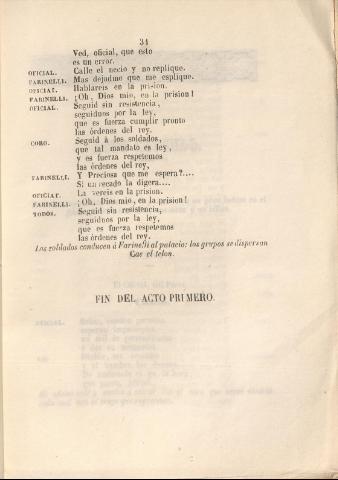 31
Ved, oficial, que esto
es un error.
OFICIAL. Calle el necio y no replique.
FARINELLI. Mas dejadme que me esplique.
OFICIAL. Hablareis en la prision.
FARINELLI. ¡Oh, Dios mio, en la prision!
OFICIAL. Seguid sin resistencia,
seguidnos por la ley,
que es fuerza cumplir pronto
las órdenes del rey.
CORO. Seguid à los soldados,
que tal mandato es ley,
y es fuerza respetemos
las órdenes del rey,
FARINELLI. Y Preciosa que me espera?....
Si un recado la digera....
OFICIAL. La vereis en la prision.
FARINELLI. ¡Oh, Dios mio, en la prision!
TODOS. Seguid sin resistencia,
seguidnos por la ley,
que es fuerza respetemos
las órdenes del rey.
Los soldados conducen á Farinelli al palacio: los grupos se dispersan
Cae el telon.
FIN DEL ACTO PRIMERO.